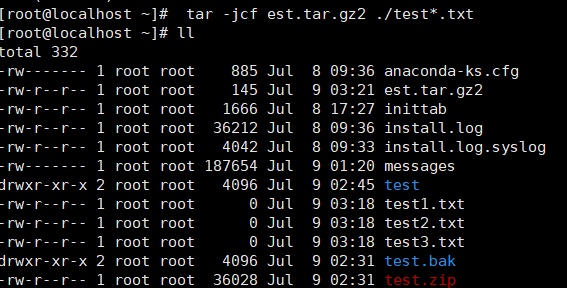 [root@localhost ~]#  tar -jcf est.tar.gz2 ./test*.txt
[root@localhost ~]# ll
total 332
-rw------- 1 root root    885 Jul  8 09:36 anaconda-ks.cfg
-rw-r--r-- 1 root root    145 Jul  9 03:21 est.tar.gz2
-rw-r--r-- 1 root root   1666 Jul  8 17:27 inittab
-rw-r--r-- 1 root root  36212 Jul  8 09:36 install.log
-rw-r--r-- 1 root root   4042 Jul  8 09:33 install.log.syslog
-rw------- 1 root root 187654 Jul  9 01:20 messages
drwxr-xr-x 2 root root   4096 Jul  9 02:45 test
-rw-r--r-- 1 root root      0 Jul  9 03:18 test1.txt
-rw-r--r-- 1 root root      0 Jul  9 03:18 test2.txt
-rw-r--r-- 1 root root      0 Jul  9 03:18 test3.txt
drwxr-xr-x 2 root root   4096 Jul  9 02:31 test.bak
-rw-r--r-- 1 root root  36028 Jul  9 02:31 test.zip